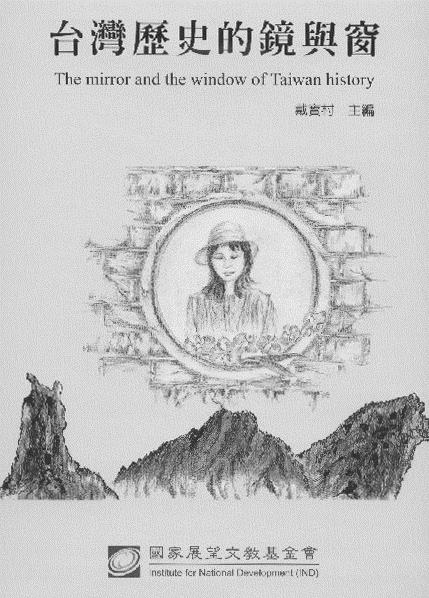 台灣歷史的鏡與窗
The mirror and the window of Taiwan history
戴寶村 主編
國家展望文教基金會
Institute for National Development (IND)